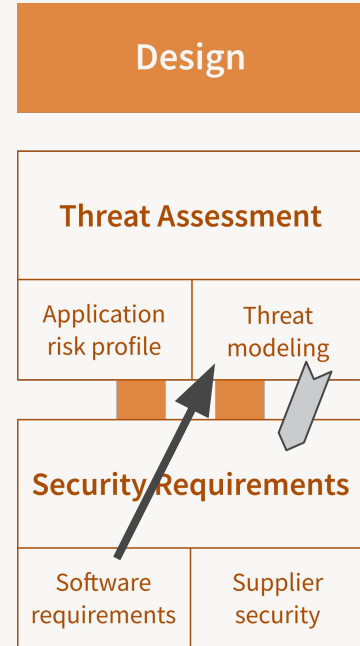 Design
Threat Assessment
Application
risk profile
Threat
modeling
Security Requirements
Software
requirements
Supplier
security